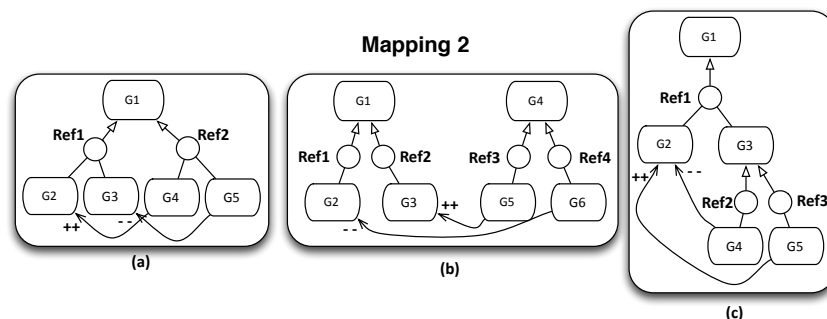 Mapping 2
G1
Ref1
Ref2
G2
G3
G4
G5
++
- -
(a)
G1
G4
Ref1
Ref2
Ref3
Ref4
G2
G3
G5
G6
++
- -
(b)
G1
Ref1
G2
G3
++
- -
Ref2
Ref3
G4
G5
(c)